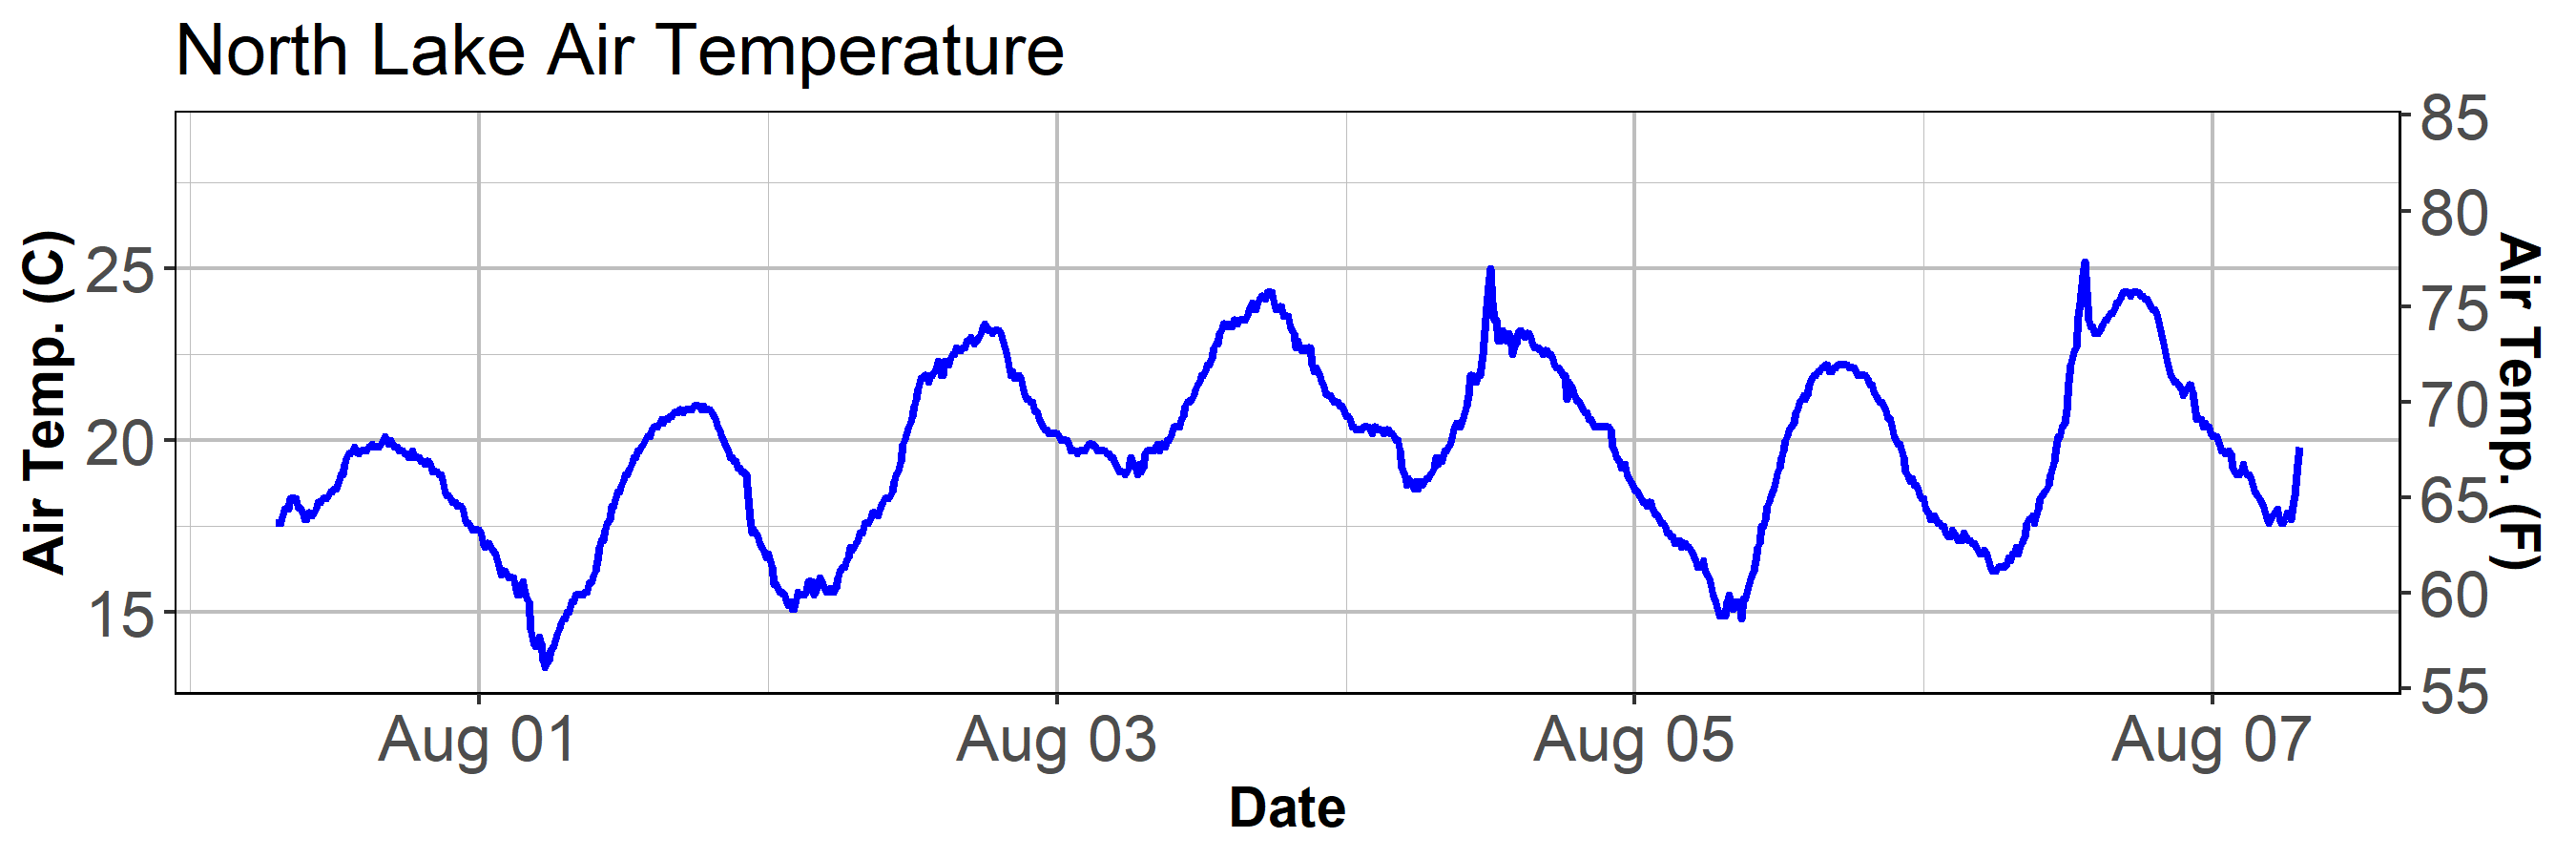 North Lake Air Temperature
Air Temp. (C)
25
20
15
85
80
75
70
65
60
55
Air Temp. (F)
Aug 01 Aug 03 Aug 05 Aug 07
Date